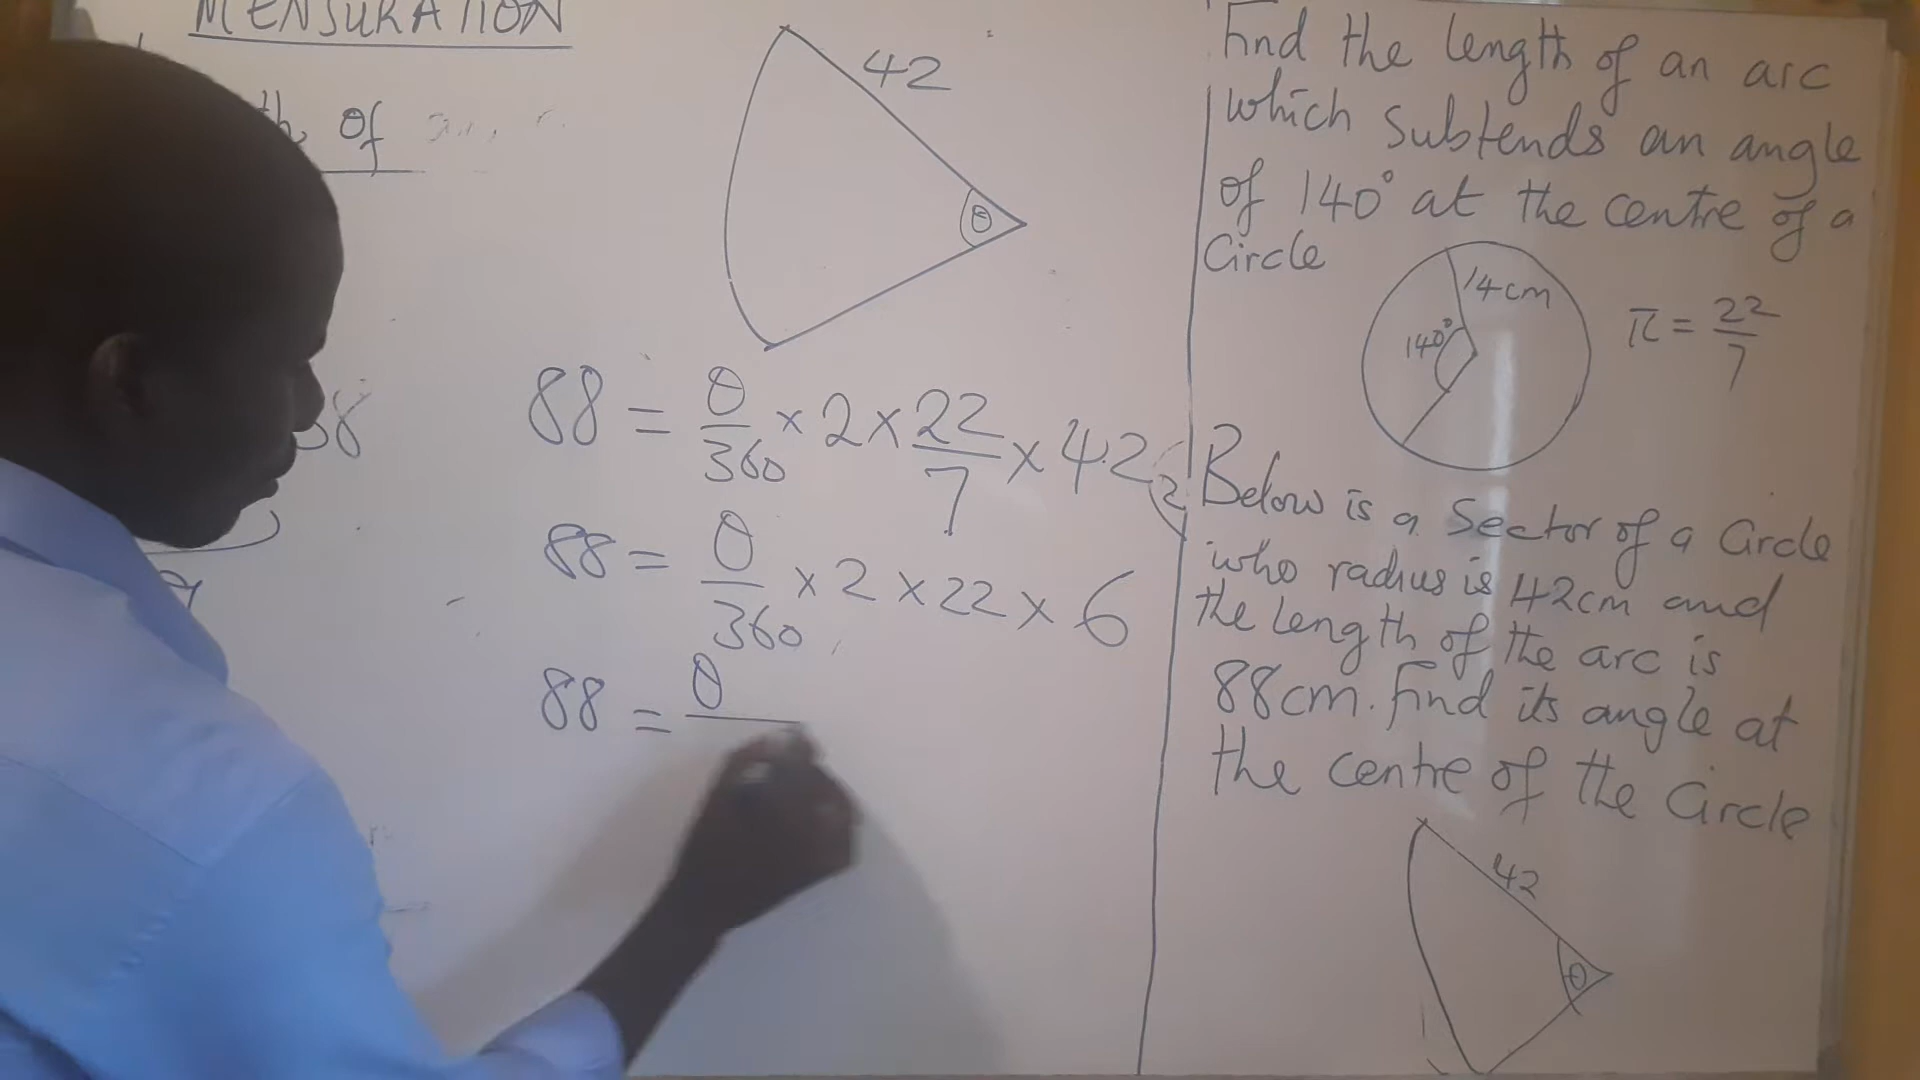 MENSURATION
of
42
θ
88 = θ/360 × 2 × 22/7 × 42
88 = θ/360 × 2 × 22 × 6
88 = θ
Find the length of an arc
which subtends an angle
of 140° at the centre of a
Circle
14cm
140°
π = 22/7
2 Below is a Sector of a Circle
who radius is 42cm and
the length of the arc is
88cm. Find its angle at
the centre of the Circle
42
θ